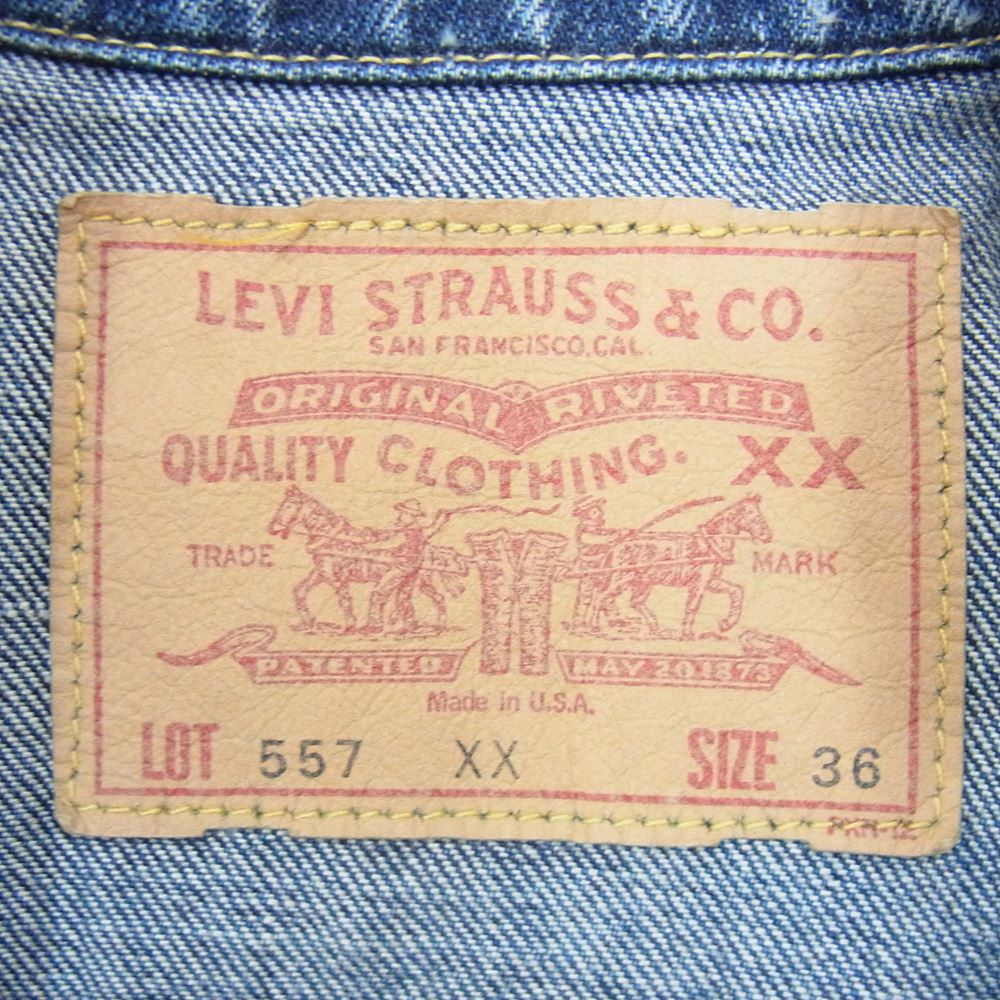 LEVI STRAUSS & CO.
SAN FRANCISCO, CAL.
ORIGINAL RIVETED
QUALITY CLOTHING. XX
TRADE MARK
PATENTED MAY 20 1873
Made in U.S.A.
LOT 557 XX SIZE 36